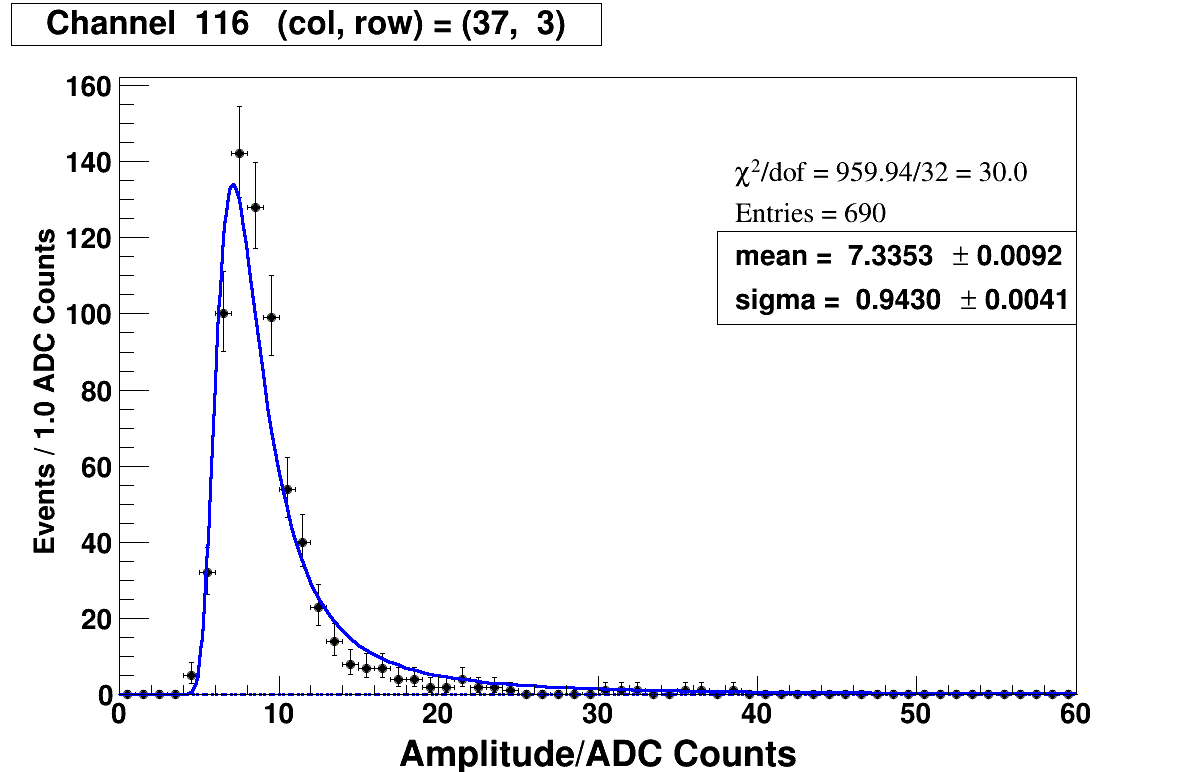 Channel 116 (col, row) = (37, 3)
χ²/dof = 959.94/32 = 30.0
Entries = 690
mean = 7.3353 ± 0.0092
sigma = 0.9430 ± 0.0041
Events / 1.0 ADC Counts
160
140
120
100
80
60
40
20
0
0 10 20 30 40 50 60
Amplitude/ADC Counts